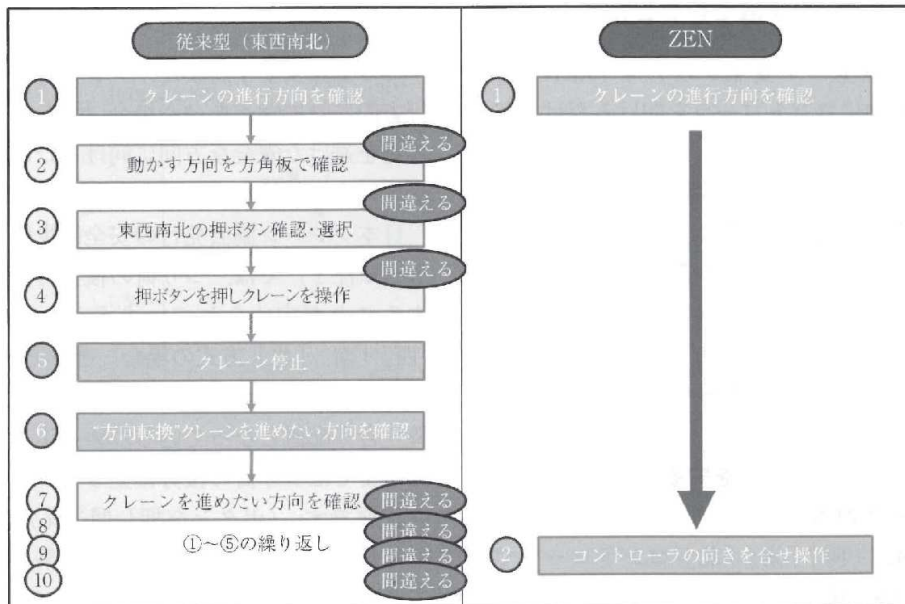 従来型（東西南北）
① クレーンの進行方向を確認
間違える
② 動かす方向を方角板で確認
間違える
③ 東西南北の押ボタン確認・選択
間違える
④ 押ボタンを押しクレーンを操作
⑤ クレーン停止
⑥ "方向転換"クレーンを進めたい方向を確認
⑦ クレーンを進めたい方向を確認 間違える
⑧ 間違える
①～⑤の繰り返し
⑨ 間違える
⑩ 間違える
ZEN
① クレーンの進行方向を確認
② コントローラの向きを合せ操作